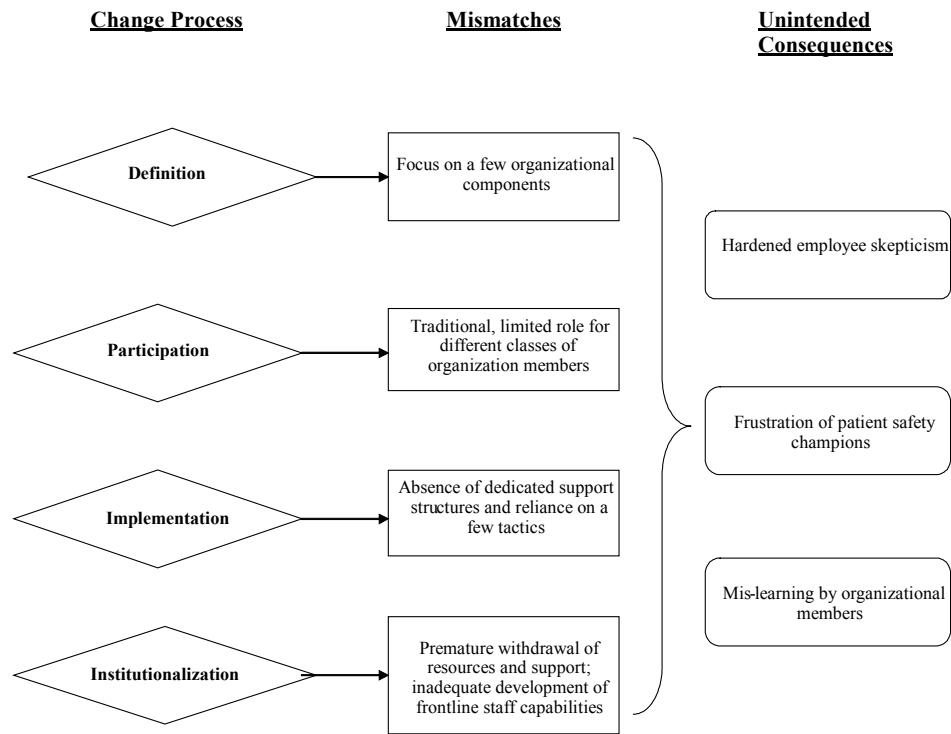 Change Process
Mismatches
Unintended
Consequences
Definition
Focus on a few organizational
components
Hardened employee skepticism
Participation
Traditional, limited role for
different classes of
organization members
Frustration of patient safety
champions
Implementation
Absence of dedicated support
structures and reliance on a
few tactics
Mis-learning by organizational
members
Institutionalization
Premature withdrawal of
resources and support;
inadequate development of
frontline staff capabilities